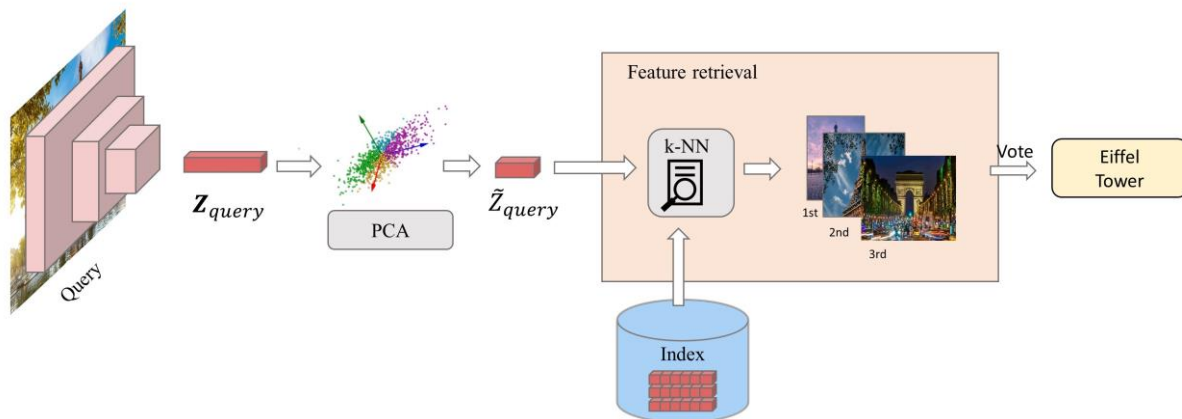 Feature retrieval
k-NN
Vote
Eiffel
Tower
1st
2nd
3rd
Z_query
Z̃_query
PCA
Query
Index